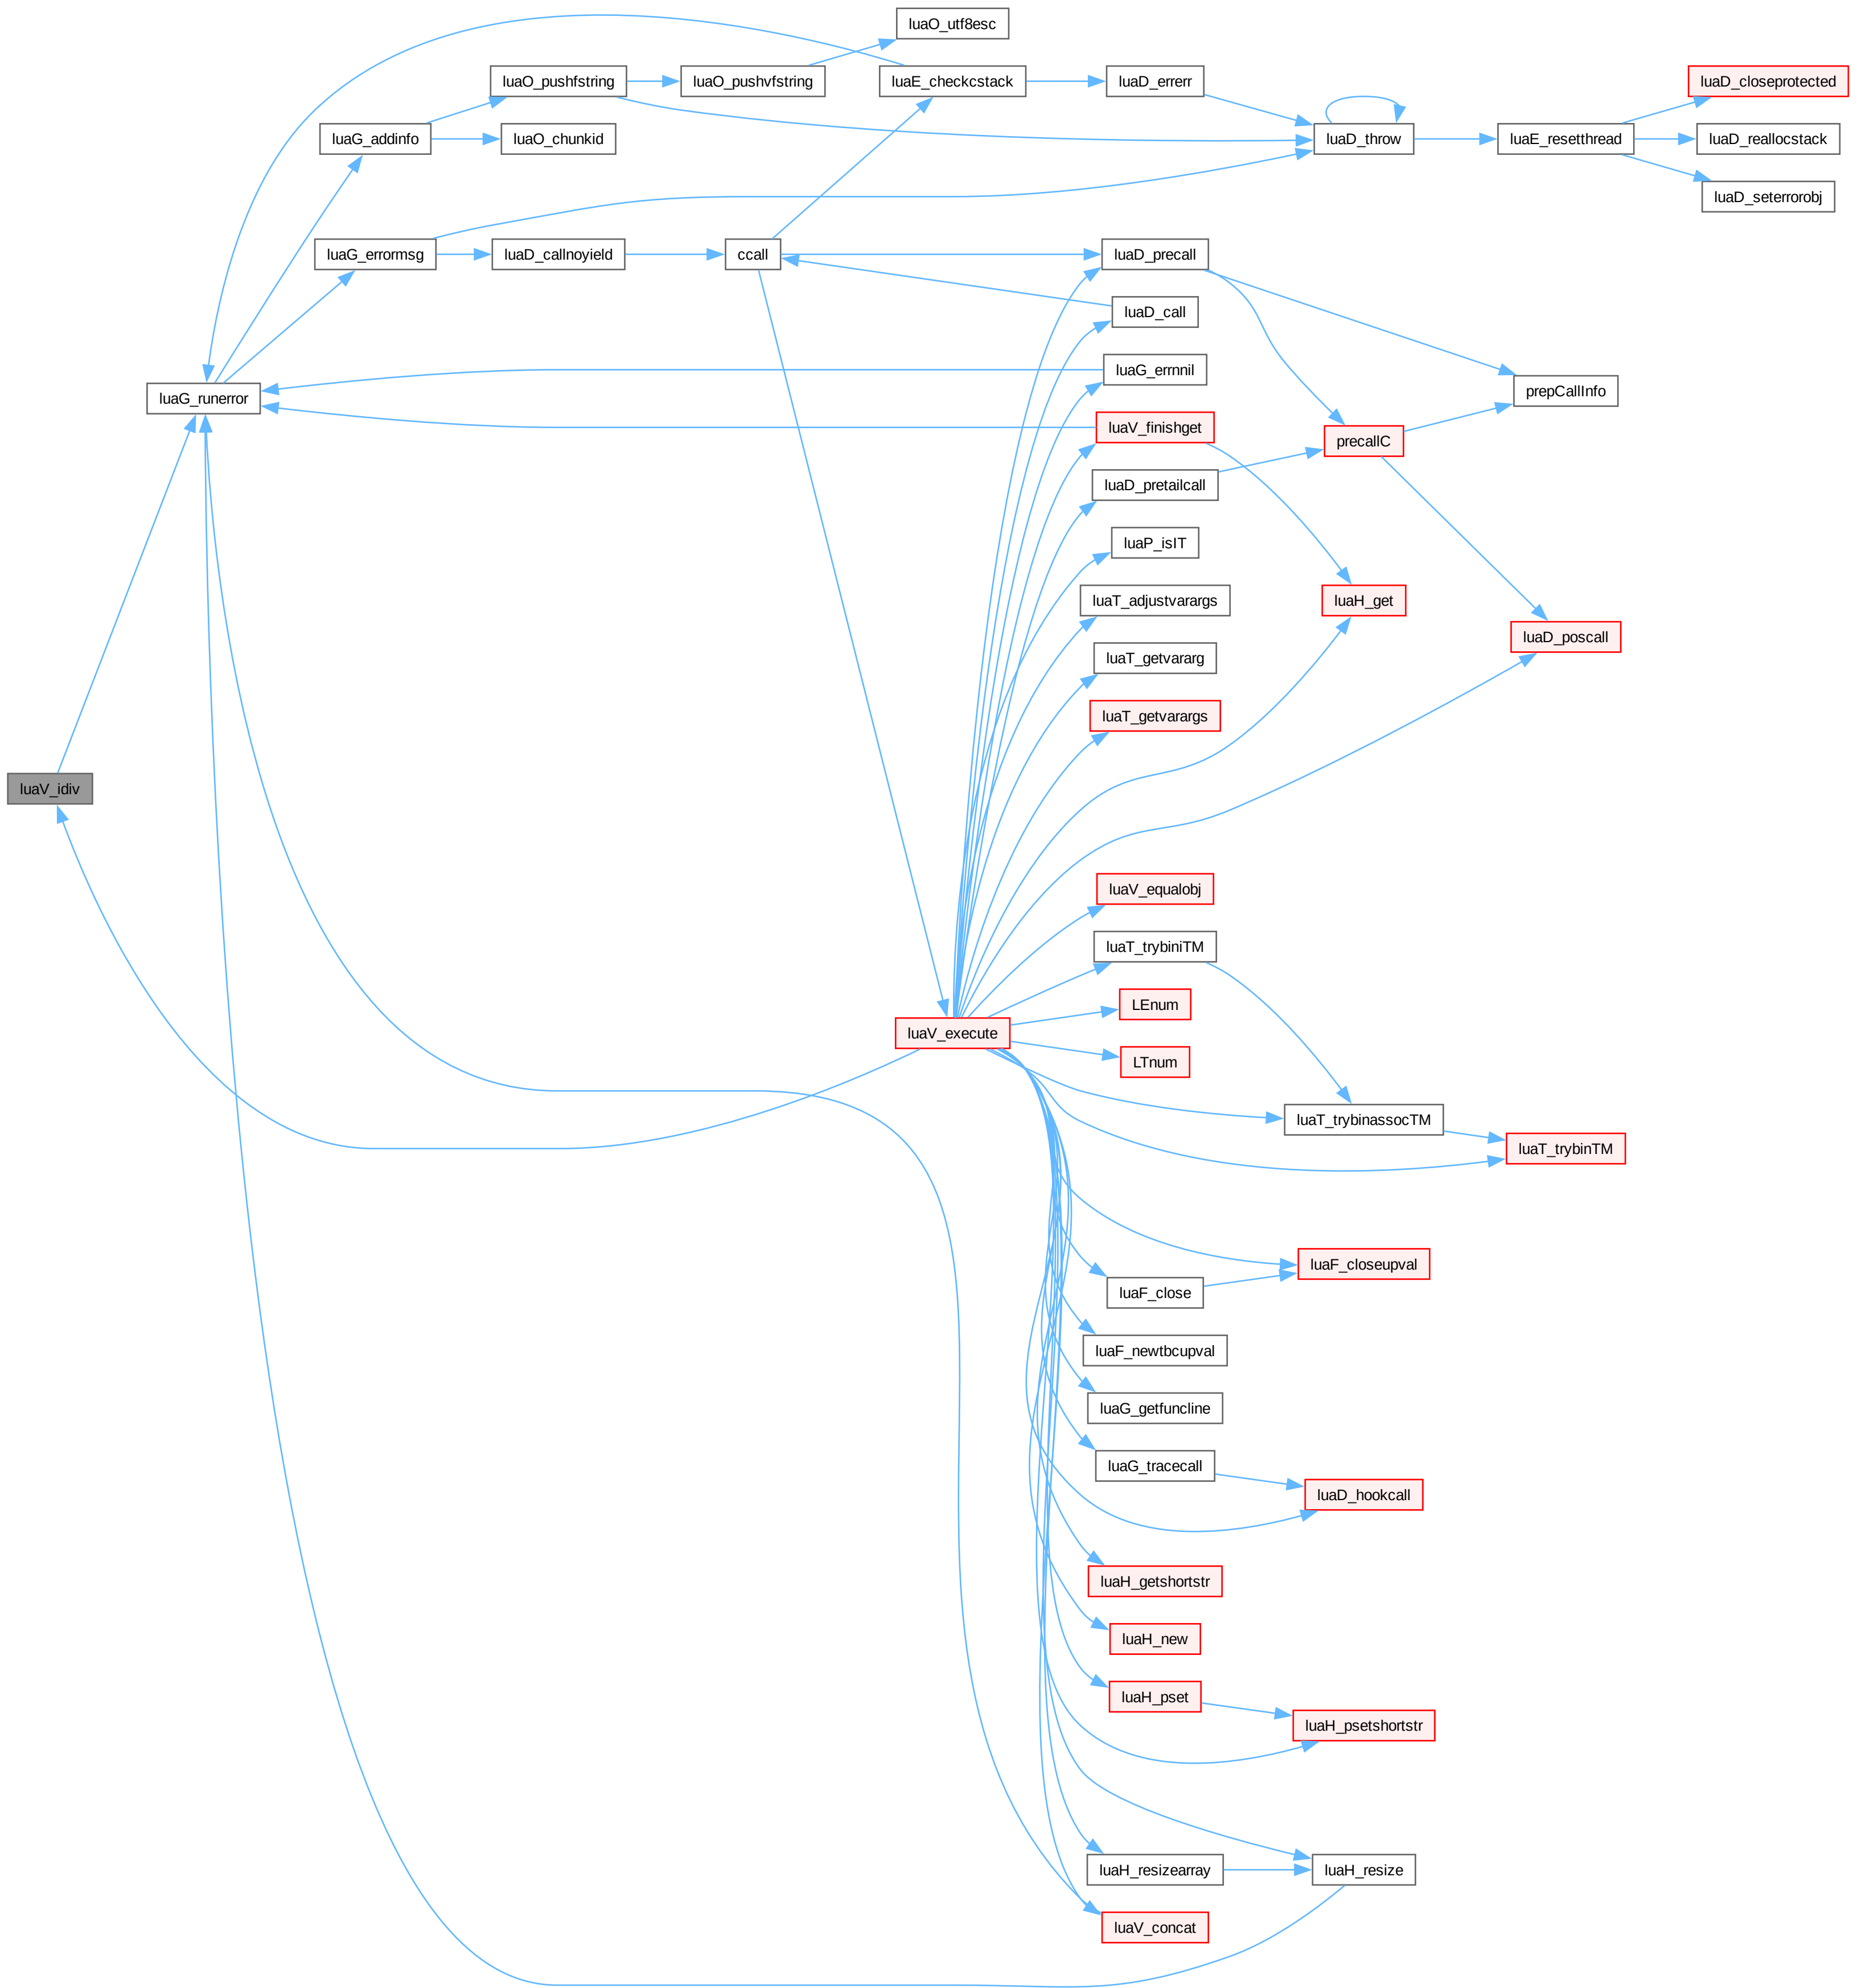 luaO_utf8esc
luaO_pushfstring
luaO_pushvfstring
luaE_checkcstack
luaD_errerr
luaD_closeprotected
luaG_addinfo
luaO_chunkid
luaD_throw
luaE_resetthread
luaD_reallocstack
luaD_seterrorobj
luaG_errormsg
luaD_callnoyield
ccall
luaD_precall
luaD_call
luaG_errnnil
luaG_runerror
prepCallInfo
luaV_finishget
precallC
luaD_pretailcall
luaP_isIT
luaT_adjustvarargs
luaH_get
luaD_poscall
luaT_getvararg
luaT_getvarargs
luaV_idiv
luaV_equalobj
luaT_trybiniTM
LEnum
luaV_execute
LTnum
luaT_trybinassocTM
luaT_trybinTM
luaF_closeupval
luaF_close
luaF_newtbcupval
luaG_getfuncline
luaG_tracecall
luaD_hookcall
luaH_getshortstr
luaH_new
luaH_pset
luaH_psetshortstr
luaH_resizearray
luaH_resize
luaV_concat